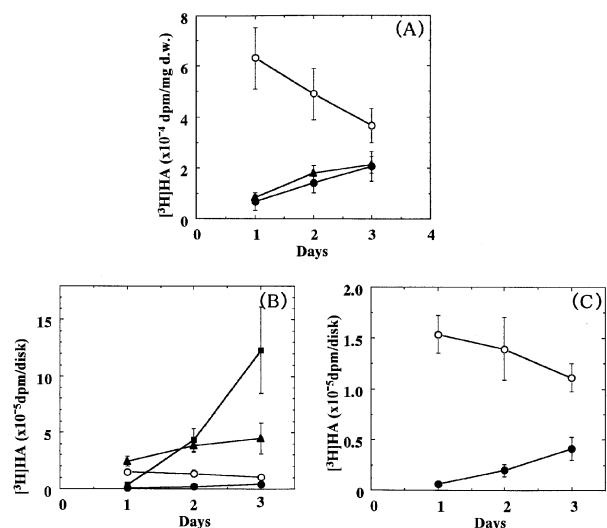 (A)
[³H]HA (x10⁻⁴ dpm/mg d.w.)
8
6
4
2
0
0 1 2 3 4
Days
(B)
[³H]HA (x10⁻⁵dpm/disk)
15
10
5
0
0 1 2 3
Days
(C)
[³H]HA (x10⁻⁵dpm/disk)
2.0
1.5
1.0
0.5
0
0 1 2 3
Days